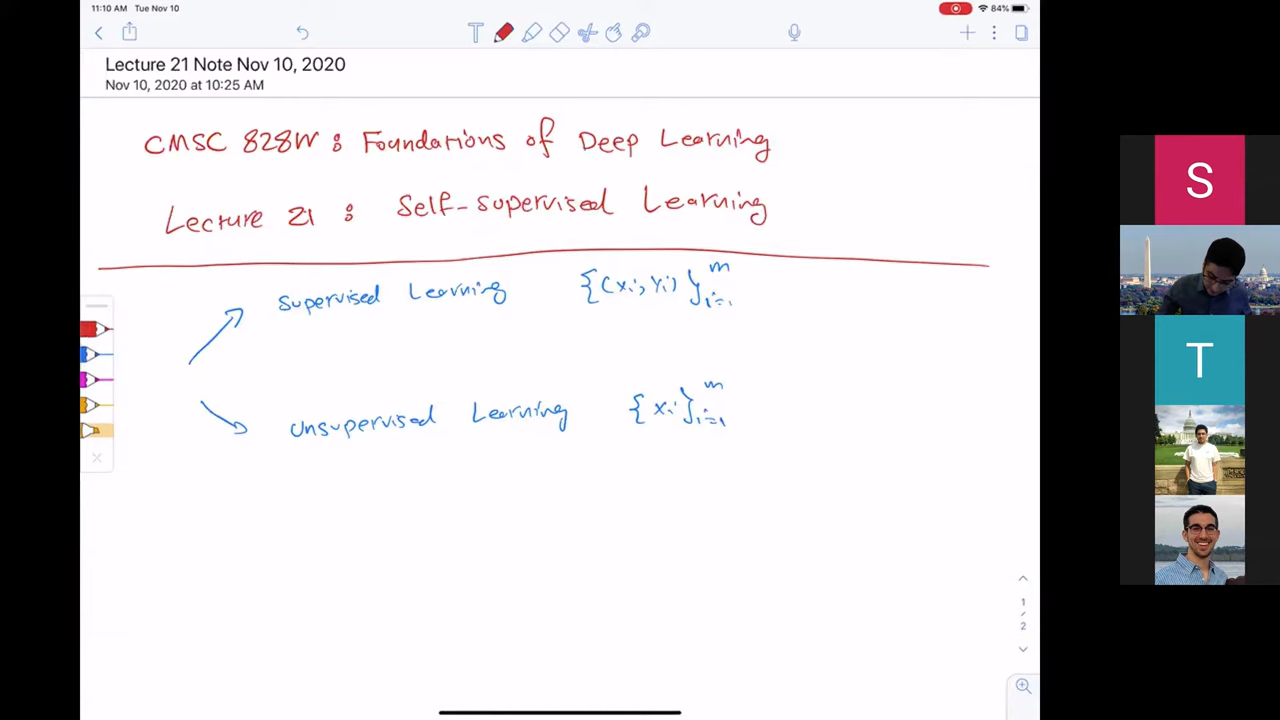 11:10 AM Tue Nov 10
84%
T
Lecture 21 Note Nov 10, 2020
Nov 10, 2020 at 10:25 AM
CMSC 828W: Foundations of Deep Learning
Lecture 21: Self-supervised Learning
Supervised Learning {(xi, yi)}^m_i=1
Unsupervised Learning {xi}^m_i=1
S
T
1
/
2